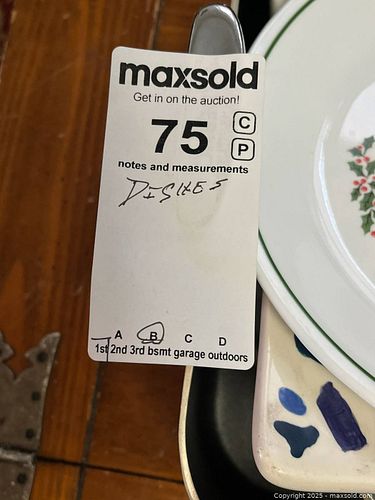 maxsold
Get in on the auction!
75
C
P
notes and measurements
DISHES
A B C D
1st 2nd 3rd bsmt garage outdoors
Copyright 2025 - maxsold.com